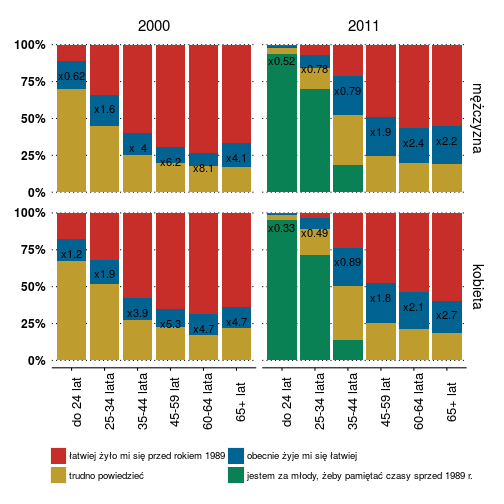 2000 2011
100%
75%
50%
25%
0%
x0.62 x1.6 x 4 x6.2 x8.1 x4.1
x0.52 x0.78 x0.79 x1.9 x2.4 x2.2
mężczyzna
100%
75%
50%
25%
0%
x1.2 x1.9 x3.9 x5.3 x4.7 x4.7
x0.33 x0.49 x0.89 x1.8 x2.1 x2.7
kobieta
do 24 lat 25-34 lata 35-44 lata 45-59 lat 60-64 lata 65+ lat
do 24 lat 25-34 lata 35-44 lata 45-59 lat 60-64 lata 65+ lat
łatwiej żyło mi się przed rokiem 1989 obecnie żyje mi się łatwiej
trudno powiedzieć jestem za młody, żeby pamiętać czasy sprzed 1989 r.